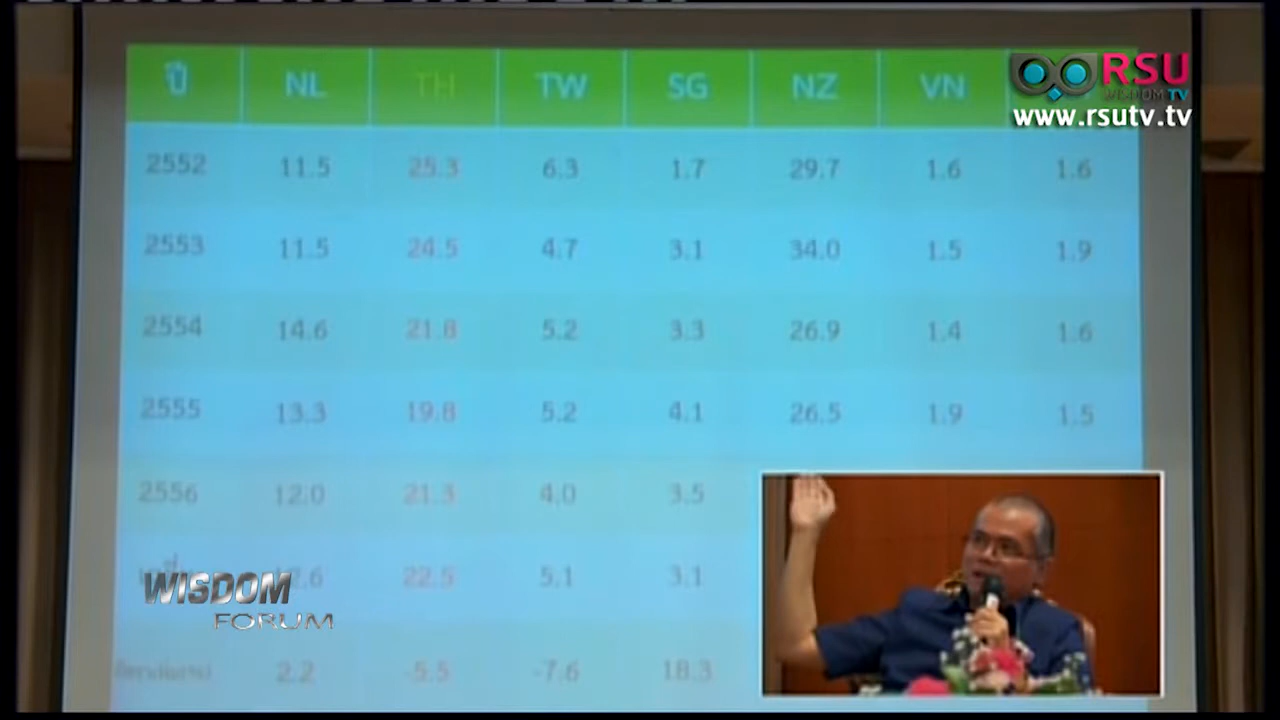 RSU
WISDOM TV
www.rsutv.tv
ปี NL TH TW SG NZ VN
2552 11.5 25.3 6.3 1.7 29.7 1.6 1.6
2553 11.5 24.5 4.7 3.1 34.0 1.5 1.9
2554 14.6 21.8 5.2 3.3 26.9 1.4 1.6
2555 13.3 19.8 5.2 4.1 26.5 1.9 1.5
2556 12.0 21.3 4.0 3.5
22.5 5.1 3.1
2.2 -5.5 -7.6 18.3
WISDOM
FORUM